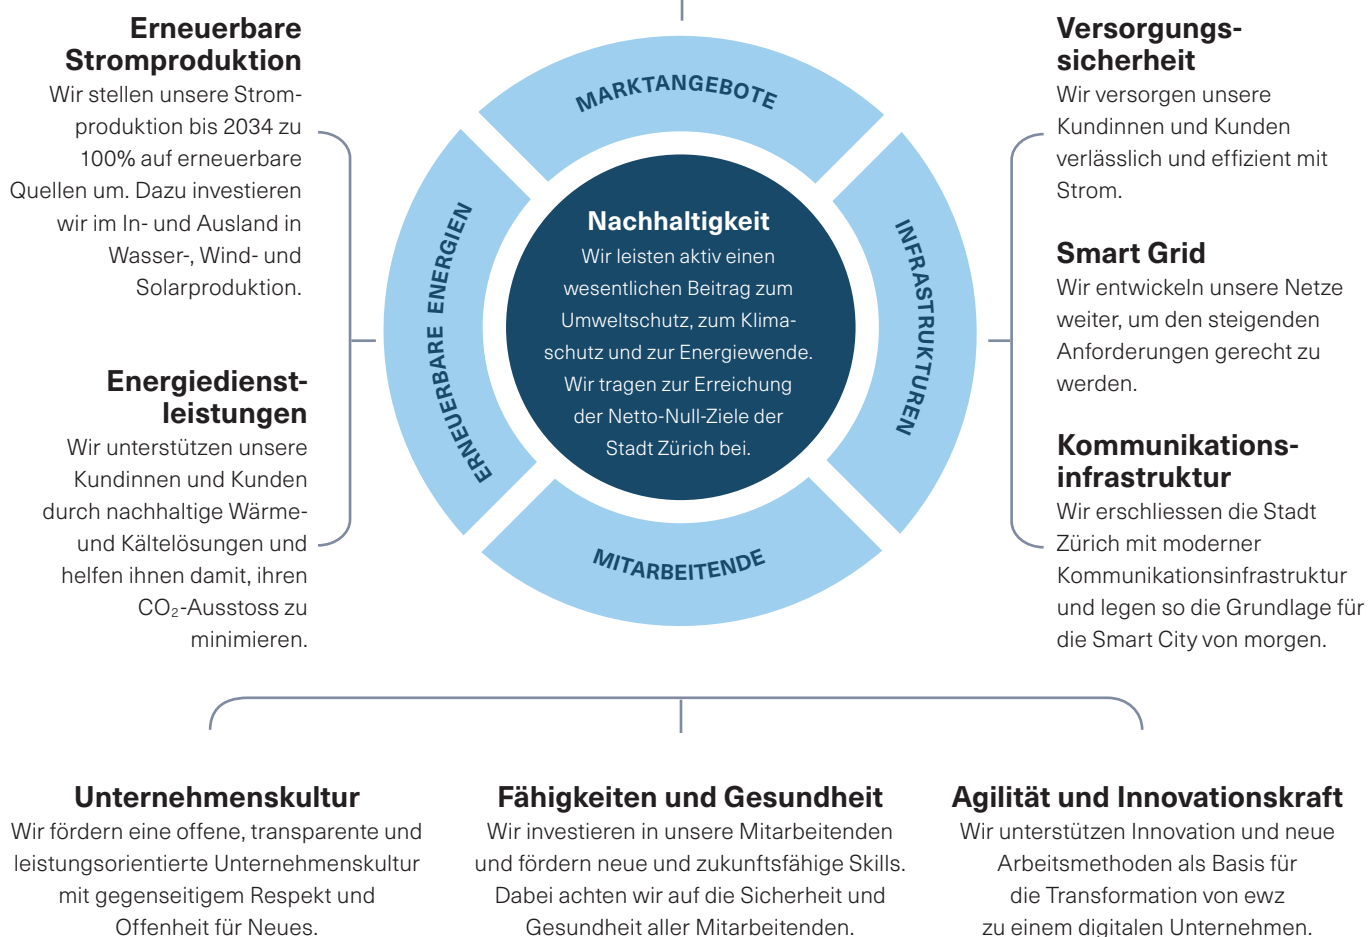 Erneuerbare
Stromproduktion
Wir stellen unsere Strom-
produktion bis 2034 zu
100% auf erneuerbare
Quellen um. Dazu investieren
wir im In- und Ausland in
Wasser-, Wind- und
Solarproduktion.
Energiedienst-
leistungen
Wir unterstützen unsere
Kundinnen und Kunden
durch nachhaltige Wärme-
und Kältelösungen und
helfen ihnen damit, ihren
CO₂-Ausstoss zu
minimieren.
MARKTANGEBOTE
ERNEUERBARE ENERGIEN
Nachhaltigkeit
Wir leisten aktiv einen
wesentlichen Beitrag zum
Umweltschutz, zum Klima-
schutz und zur Energiewende.
Wir tragen zur Erreichung
der Netto-Null-Ziele der
Stadt Zürich bei.
INFRASTRUKTUREN
MITARBEITENDE
Versorgungs-
sicherheit
Wir versorgen unsere
Kundinnen und Kunden
verlässlich und effizient mit
Strom.
Smart Grid
Wir entwickeln unsere Netze
weiter, um den steigenden
Anforderungen gerecht zu
werden.
Kommunikations-
infrastruktur
Wir erschliessen die Stadt
Zürich mit moderner
Kommunikationsinfrastruktur
und legen so die Grundlage für
die Smart City von morgen.
Unternehmenskultur
Wir fördern eine offene, transparente und
leistungsorientierte Unternehmenskultur
mit gegenseitigem Respekt und
Offenheit für Neues.
Fähigkeiten und Gesundheit
Wir investieren in unsere Mitarbeitenden
und fördern neue und zukunftsfähige Skills.
Dabei achten wir auf die Sicherheit und
Gesundheit aller Mitarbeitenden.
Agilität und Innovationskraft
Wir unterstützen Innovation und neue
Arbeitsmethoden als Basis für
die Transformation von ewz
zu einem digitalen Unternehmen.